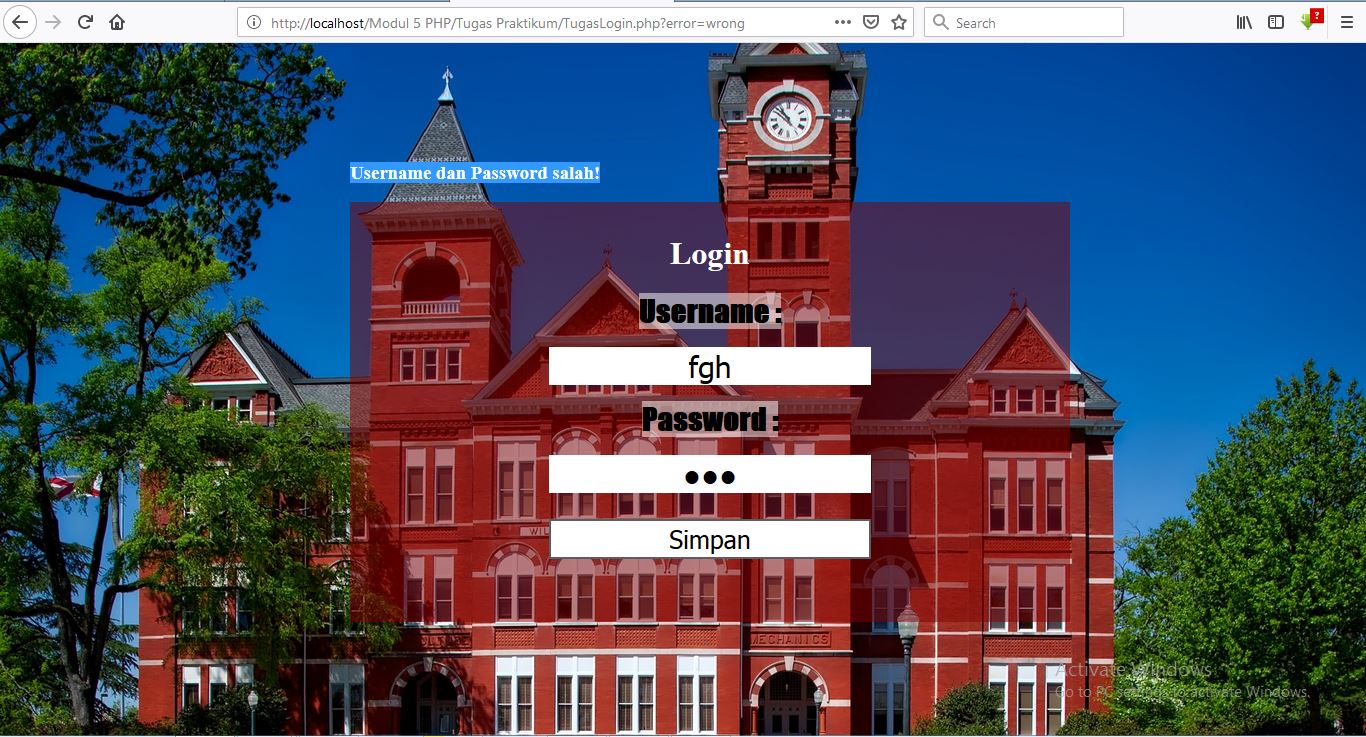 http://localhost/Modul 5 PHP/Tugas Praktikum/TugasLogin.php?error=wrong
Search
Username dan Password salah!
Login
Username :
fgh
Password :
●●●
Simpan
MECHANICS
Activate Windows
Go to PC settings to activate Windows.